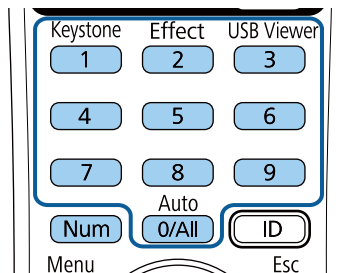 Keystone Effect USB Viewer
1 2 3
4 5 6
7 8 9
Auto
Num 0/All ID
Menu Esc